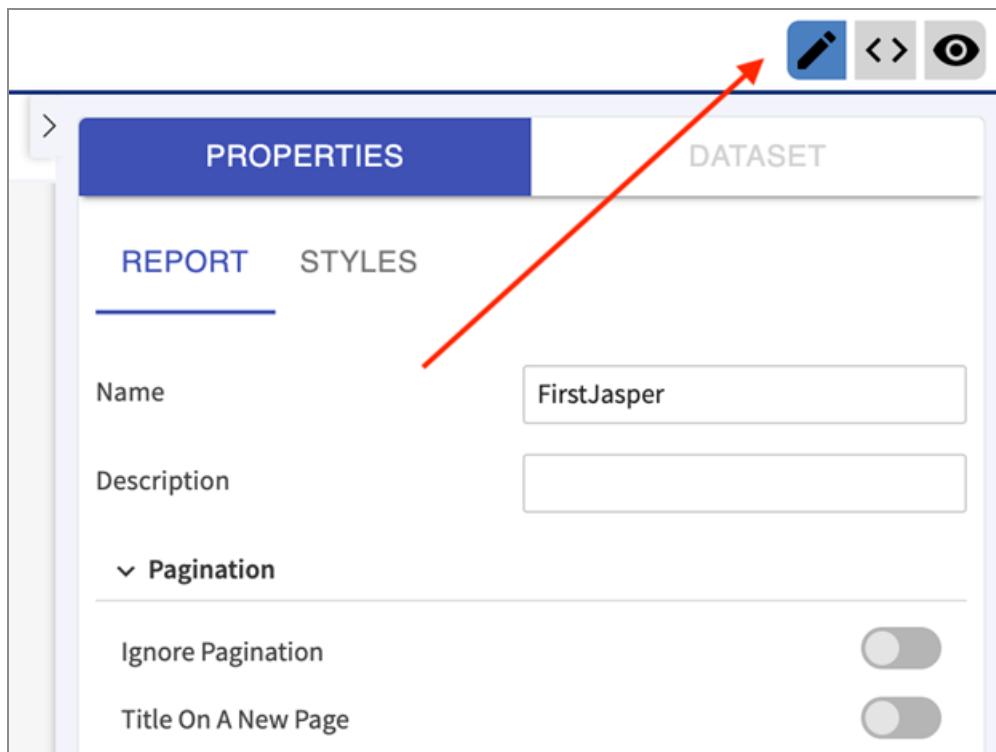 PROPERTIES DATASET
REPORT STYLES
Name FirstJasper
Description
Pagination
Ignore Pagination
Title On A New Page